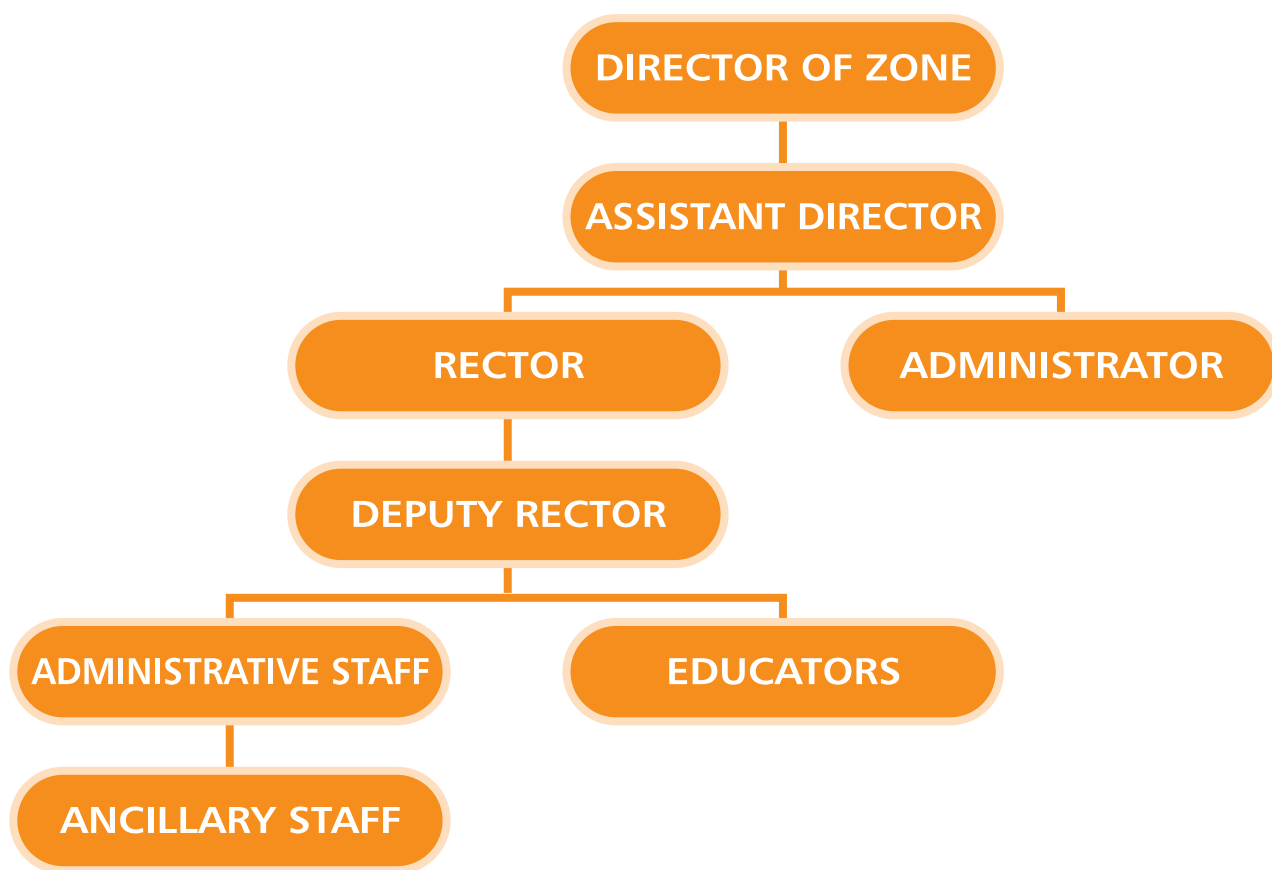 DIRECTOR OF ZONE
ASSISTANT DIRECTOR
RECTOR
ADMINISTRATOR
DEPUTY RECTOR
ADMINISTRATIVE STAFF
EDUCATORS
ANCILLARY STAFF